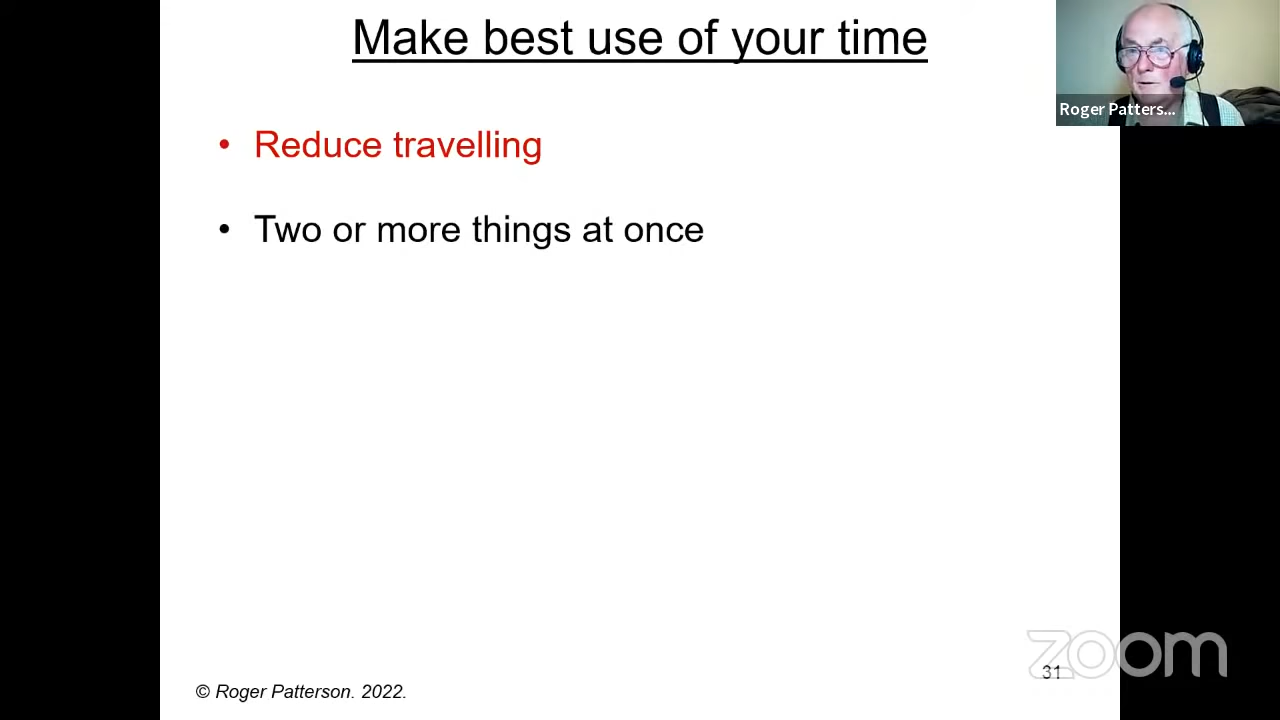 Make best use of your time
Roger Patters...
• Reduce travelling
• Two or more things at once
zoom
31
© Roger Patterson. 2022.